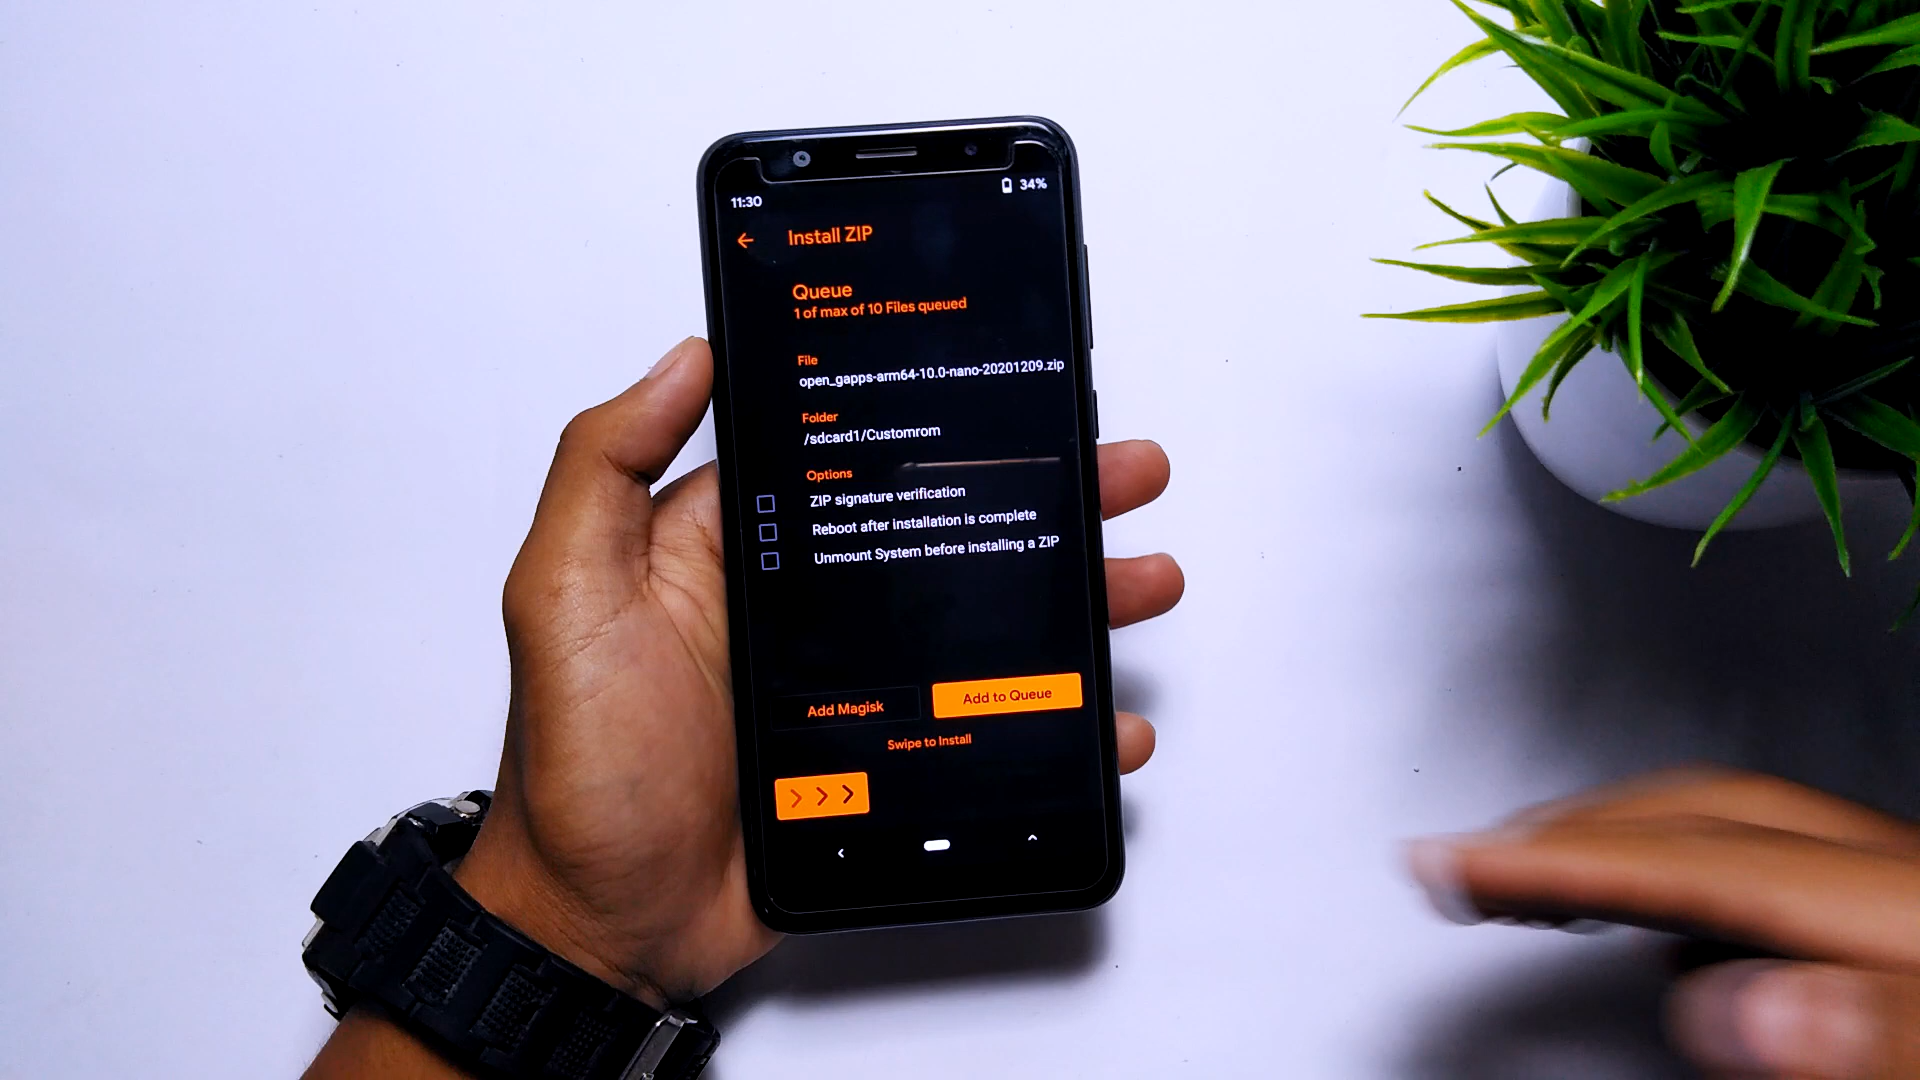 11:30
34%
Install ZIP
Queue
1 of max of 10 Files queued
File
open_gapps-arm64-10.0-nano-20201209.zip
Folder
/sdcard1/Customrom
Options
ZIP signature verification
Reboot after installation is complete
Unmount System before installing a ZIP
Add Magisk
Add to Queue
Swipe to Install